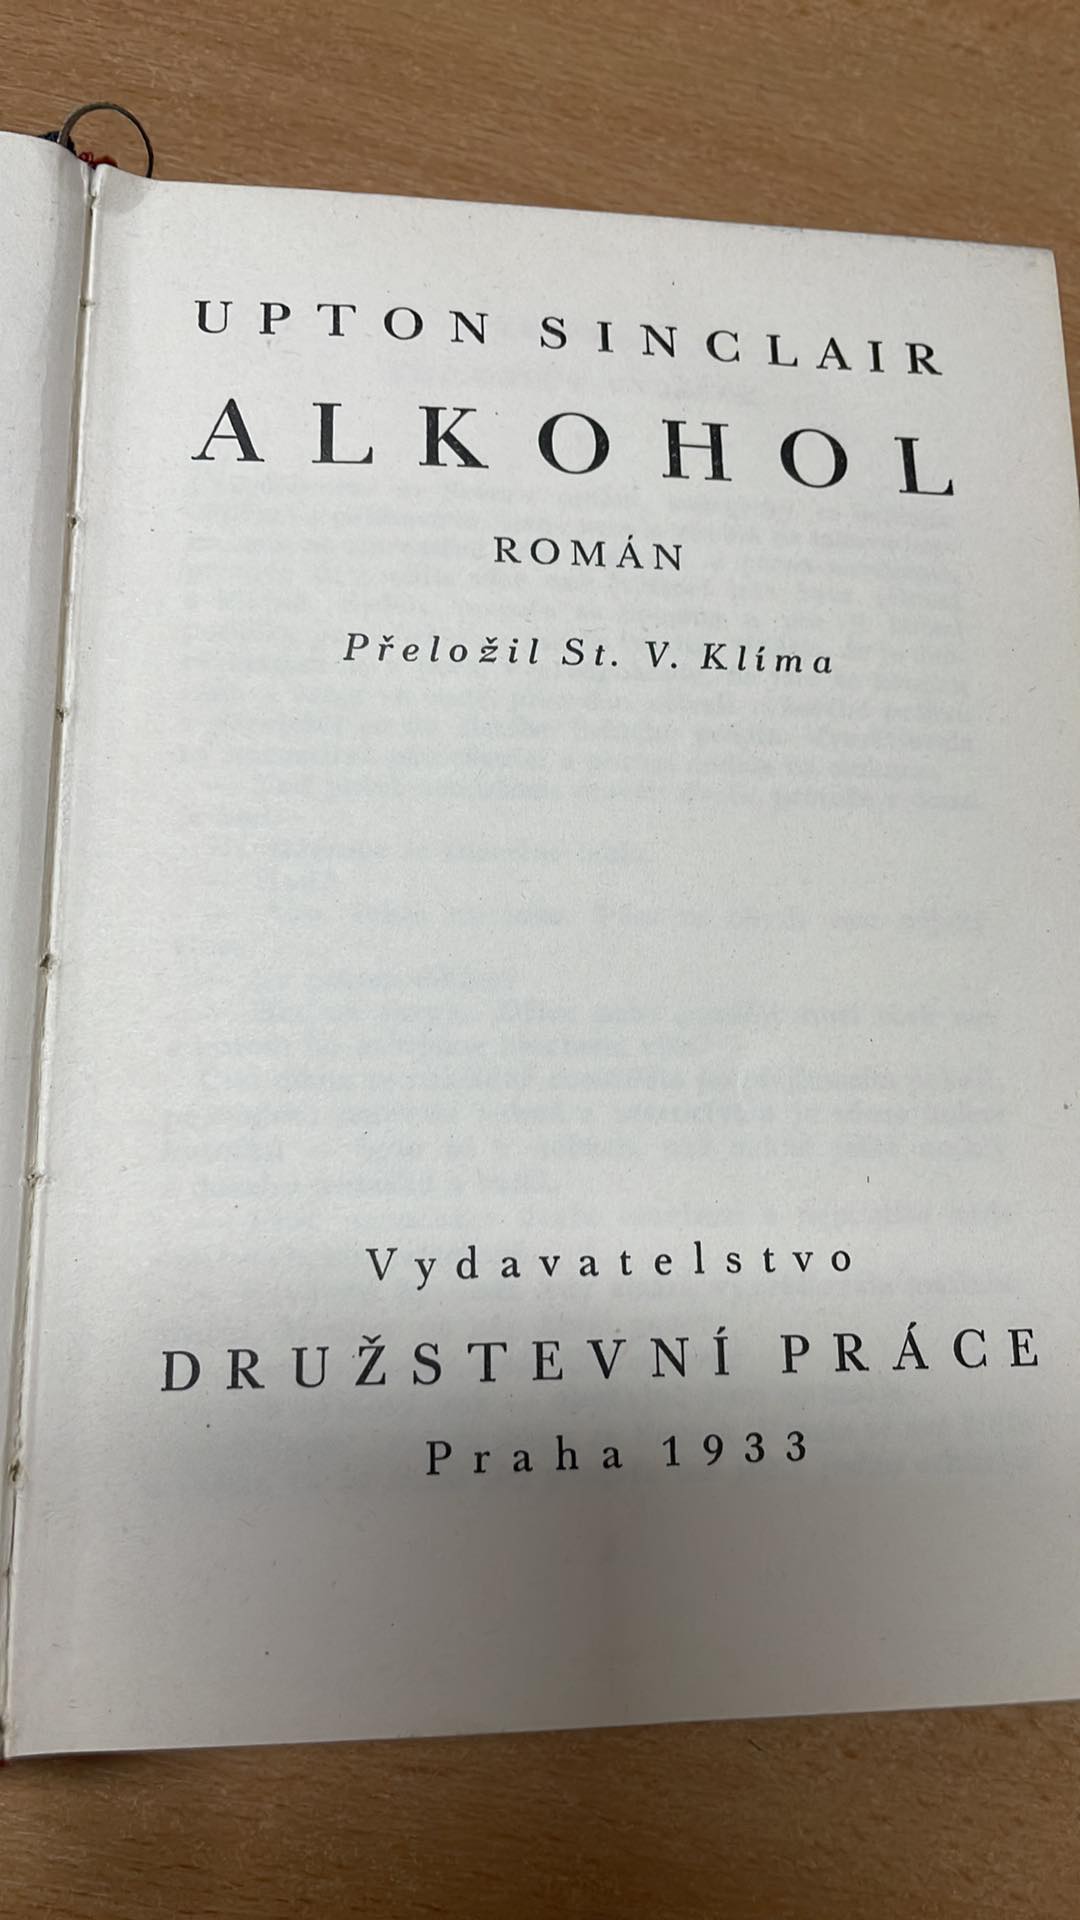 UPTON SINCLAIR
ALKOHOL
ROMÁN
Přeložil St. V. Klíma
Vydavatelstvo
DRUŽSTEVNÍ PRÁCE
Praha 1933